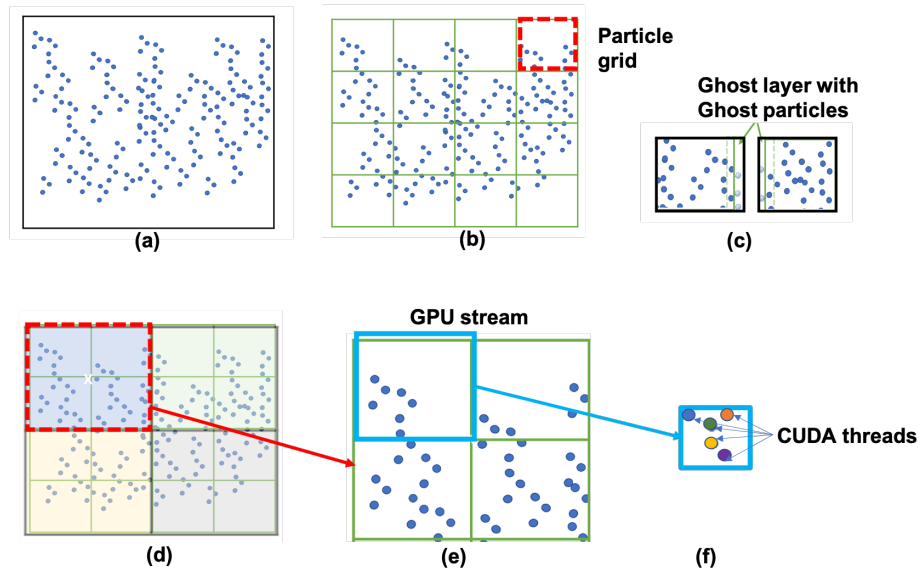 Particle
grid
Ghost layer with
Ghost particles
(a)
(b)
(c)
GPU stream
x
CUDA threads
(d)
(e)
(f)